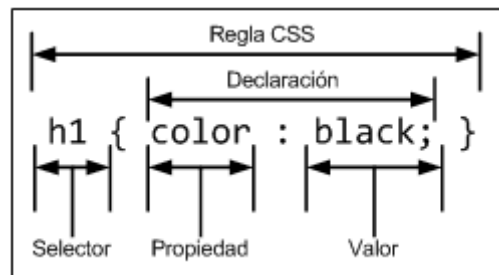 Regla CSS
Declaración
h1 { color : black; }
Selector Propiedad Valor